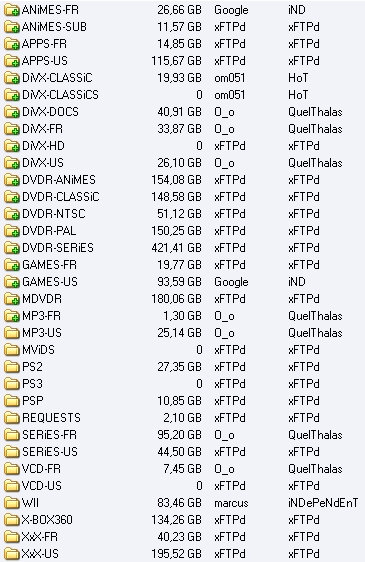 ANiMES-FR 26,66 GB Google iND
ANiMES-SUB 11,57 GB xFTPd xFTPd
APPS-FR 14,85 GB xFTPd xFTPd
APPS-US 115,67 GB xFTPd xFTPd
DiVX-CLASSiC 19,93 GB om051 HoT
DiVX-CLASSiCS 0 om051 HoT
DiVX-DOCS 40,91 GB O_o QuelThalas
DiVX-FR 33,87 GB O_o QuelThalas
DiVX-HD 0 xFTPd xFTPd
DiVX-US 26,10 GB O_o QuelThalas
DVDR-ANiMES 154,08 GB xFTPd xFTPd
DVDR-CLASSiC 148,58 GB xFTPd xFTPd
DVDR-NTSC 51,12 GB xFTPd xFTPd
DVDR-PAL 150,25 GB xFTPd xFTPd
DVDR-SERiES 421,41 GB xFTPd xFTPd
GAMES-FR 19,77 GB xFTPd xFTPd
GAMES-US 93,59 GB Google iND
MDVDR 180,06 GB xFTPd xFTPd
MP3-FR 1,30 GB O_o QuelThalas
MP3-US 25,14 GB O_o QuelThalas
MViDS 0 xFTPd xFTPd
PS2 27,35 GB xFTPd xFTPd
PS3 0 xFTPd xFTPd
PSP 10,85 GB xFTPd xFTPd
REQUESTS 2,10 GB xFTPd xFTPd
SERiES-FR 95,20 GB O_o QuelThalas
SERiES-US 44,50 GB xFTPd xFTPd
VCD-FR 7,45 GB O_o QuelThalas
VCD-US 0 xFTPd xFTPd
WII 83,46 GB marcus iNDePeNdEnT
X-BOX360 134,26 GB xFTPd xFTPd
XxX-FR 40,23 GB xFTPd xFTPd
XxX-US 195,52 GB xFTPd xFTPd